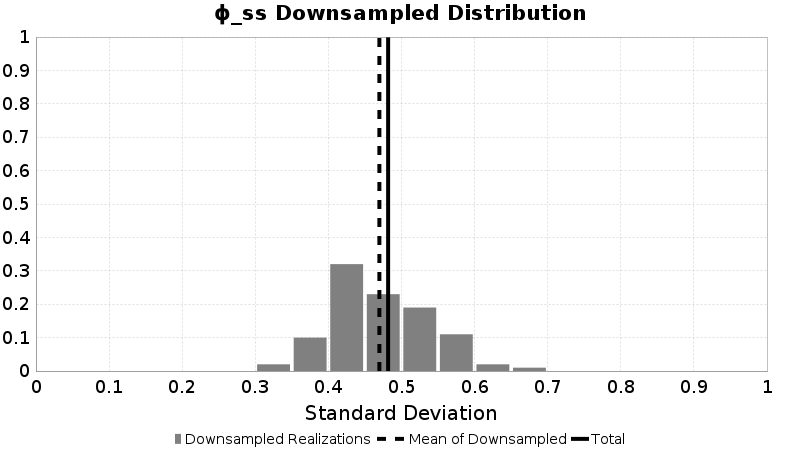 ϕ_ss Downsampled Distribution
1
0.9
0.8
0.7
0.6
0.5
0.4
0.3
0.2
0.1
0
0 0.1 0.2 0.3 0.4 0.5 0.6 0.7 0.8 0.9 1
Standard Deviation
Downsampled Realizations Mean of Downsampled Total